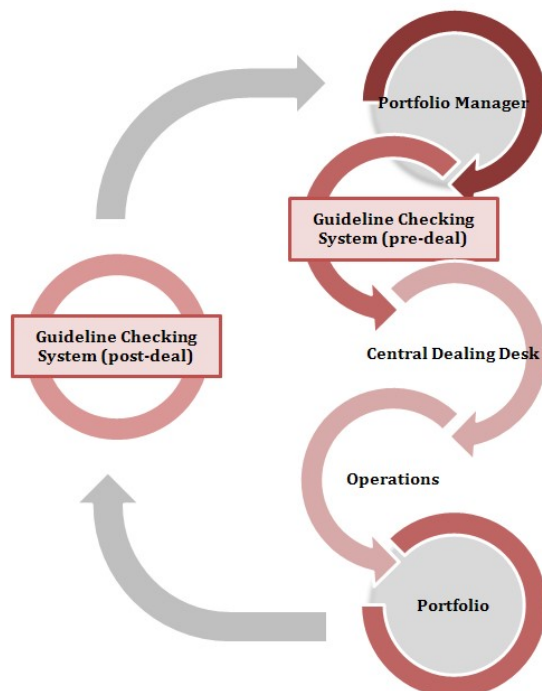 Portfolio Manager
Guideline Checking
System (pre-deal)
Central Dealing Desk
Guideline Checking
System (post-deal)
Operations
Portfolio